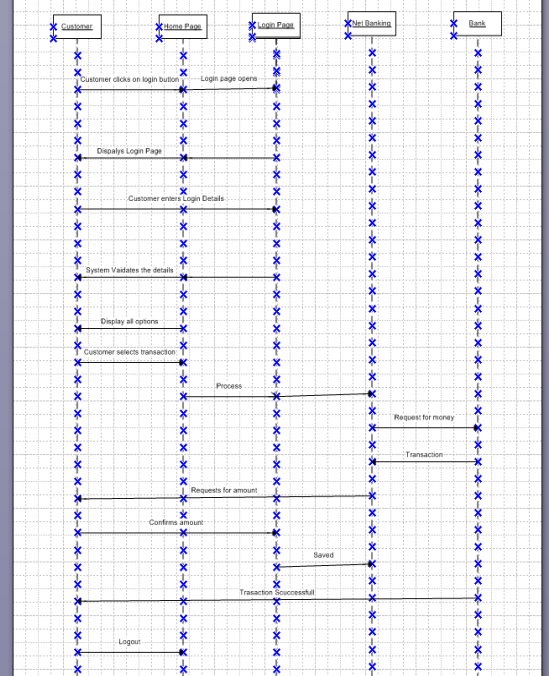 Customer
Home Page
Login Page
Net Banking
Bank
Customer clicks on login button
Login page opens
Dispalys Login Page
Customer enters Login Details
System Vaidates the details
Display all options
Customer selects transaction
Process
Request for money
Transaction
Requests for amount
Confirms amount
Saved
Trasaction Souccessfull
Logout